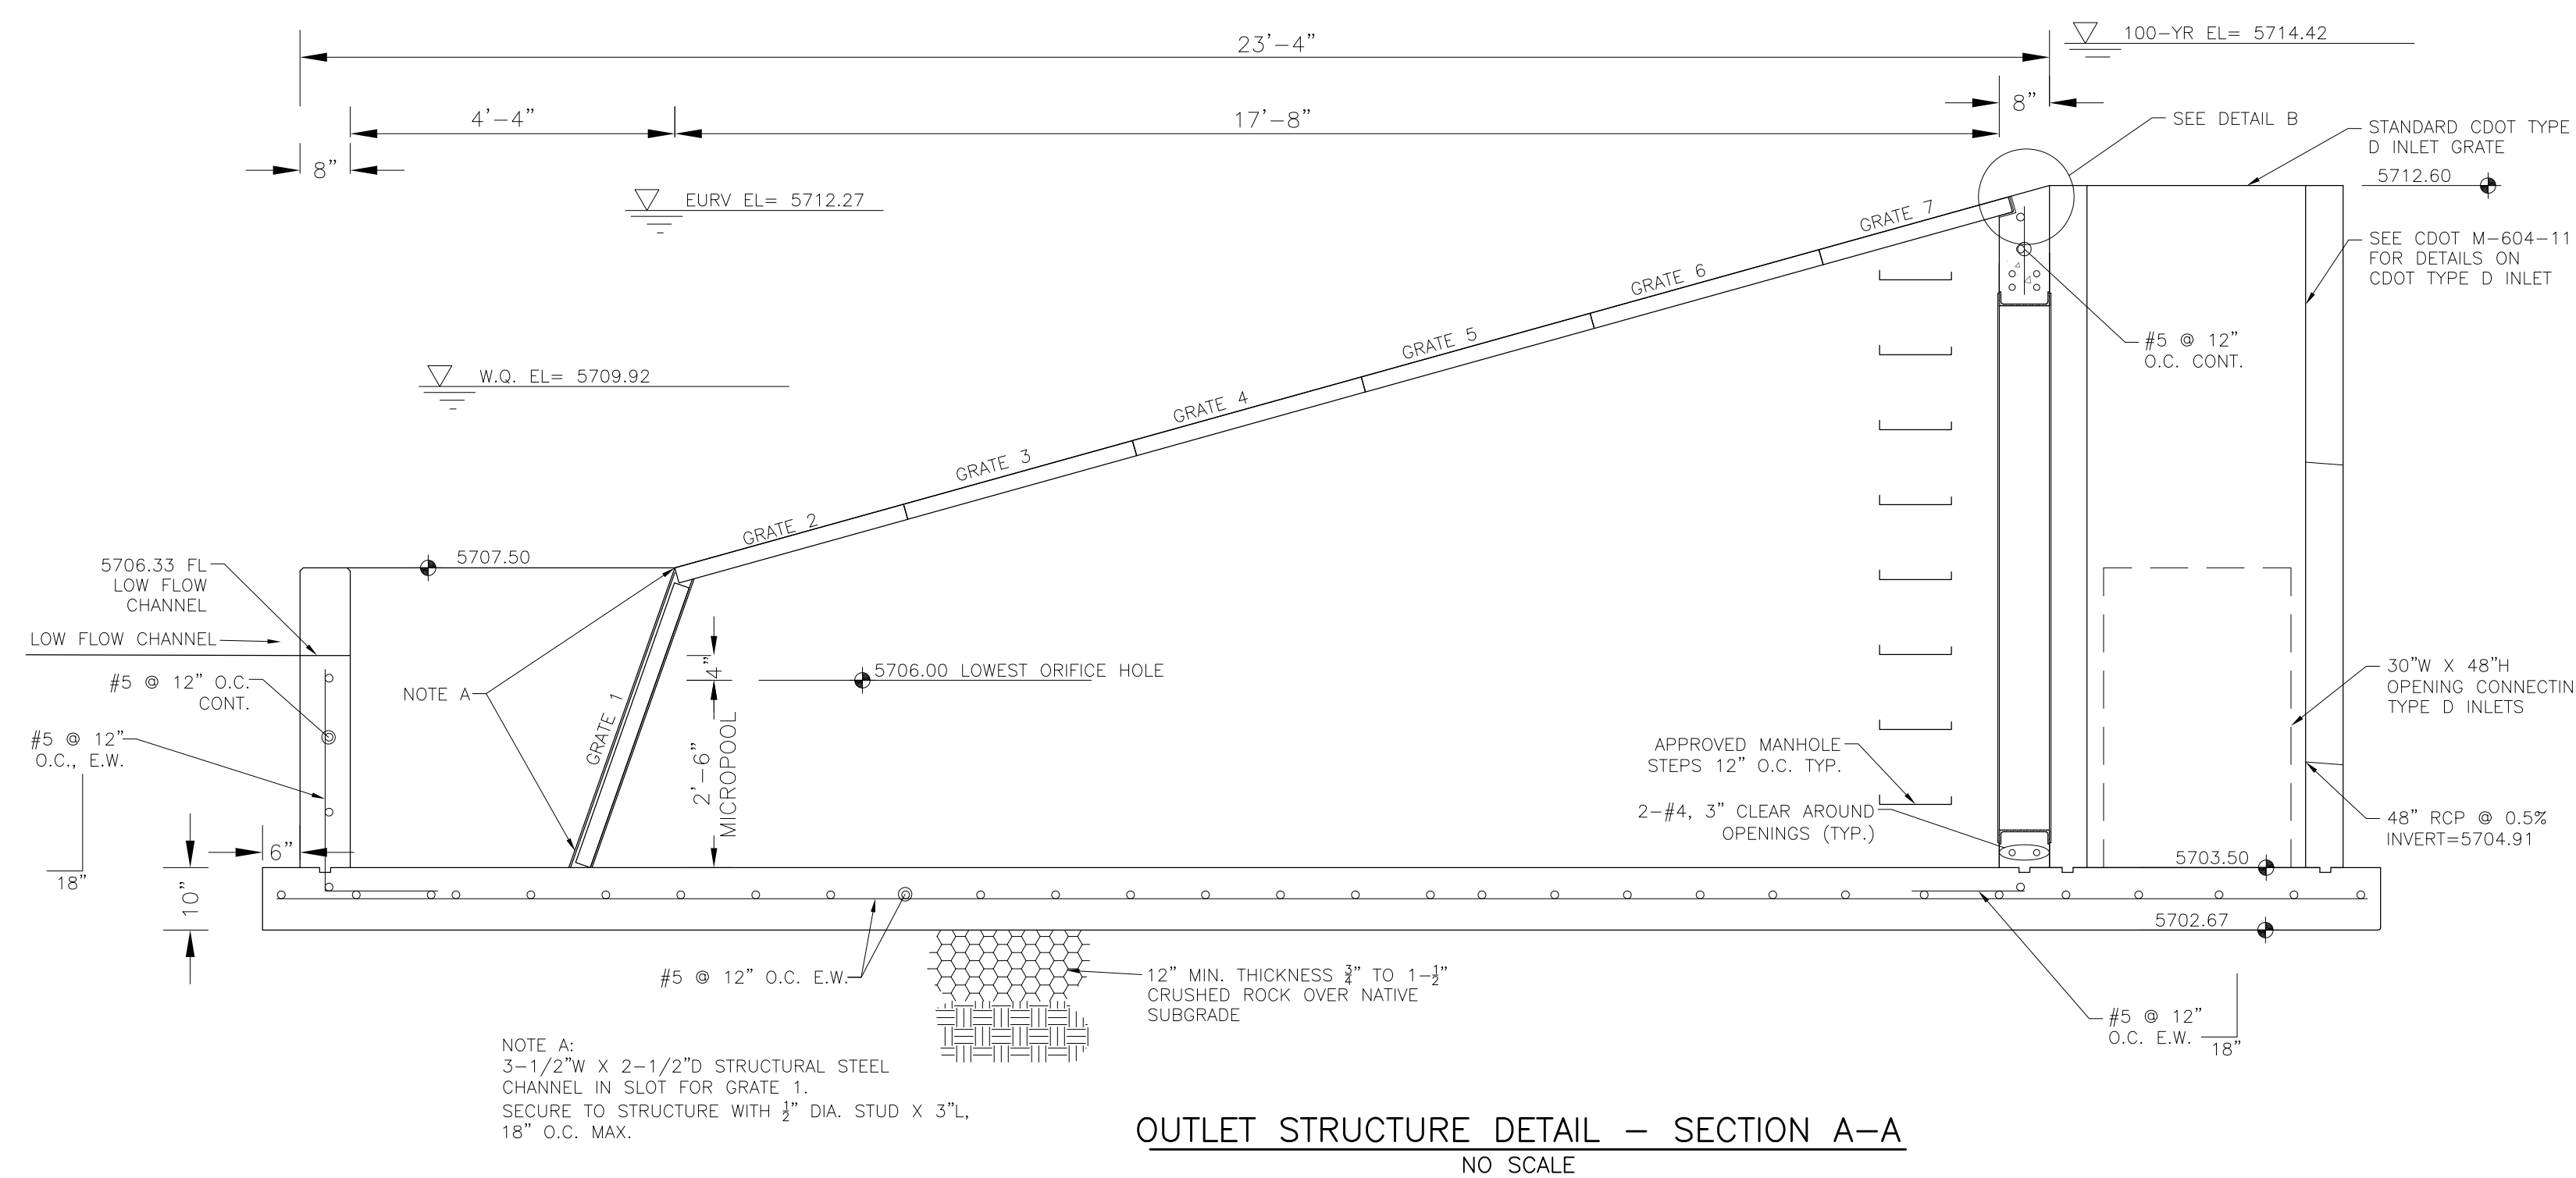 23'-4"
100-YR EL= 5714.42
4'-4"
17'-8"
8"
8"
SEE DETAIL B
STANDARD CDOT TYPE
D INLET GRATE
5712.60
EURV EL= 5712.27
GRATE 7
SEE CDOT M-604-11
FOR DETAILS ON
CDOT TYPE D INLET
GRATE 6
GRATE 5
#5 @ 12"
O.C. CONT.
W.Q. EL= 5709.92
GRATE 4
GRATE 3
GRATE 2
5707.50
5706.33 FL
LOW FLOW
CHANNEL
LOW FLOW CHANNEL
#5 @ 12" O.C.
CONT.
#5 @ 12"
O.C., E.W.
18"
6"
10"
NOTE A
GRATE 1
4"
2'-6"
MICROPOOL
5706.00 LOWEST ORIFICE HOLE
APPROVED MANHOLE
STEPS 12" O.C. TYP.
2-#4, 3" CLEAR AROUND
OPENINGS (TYP.)
30"W X 48"H
OPENING CONNECTIN
TYPE D INLETS
48" RCP @ 0.5%
INVERT=5704.91
5703.50
5702.67
#5 @ 12" O.C. E.W.
12" MIN. THICKNESS ¾" TO 1-½"
CRUSHED ROCK OVER NATIVE
SUBGRADE
#5 @ 12"
O.C. E.W.
18"
NOTE A:
3-1/2"W X 2-1/2"D STRUCTURAL STEEL
CHANNEL IN SLOT FOR GRATE 1.
SECURE TO STRUCTURE WITH ½" DIA. STUD X 3"L,
18" O.C. MAX.
OUTLET STRUCTURE DETAIL - SECTION A-A
NO SCALE